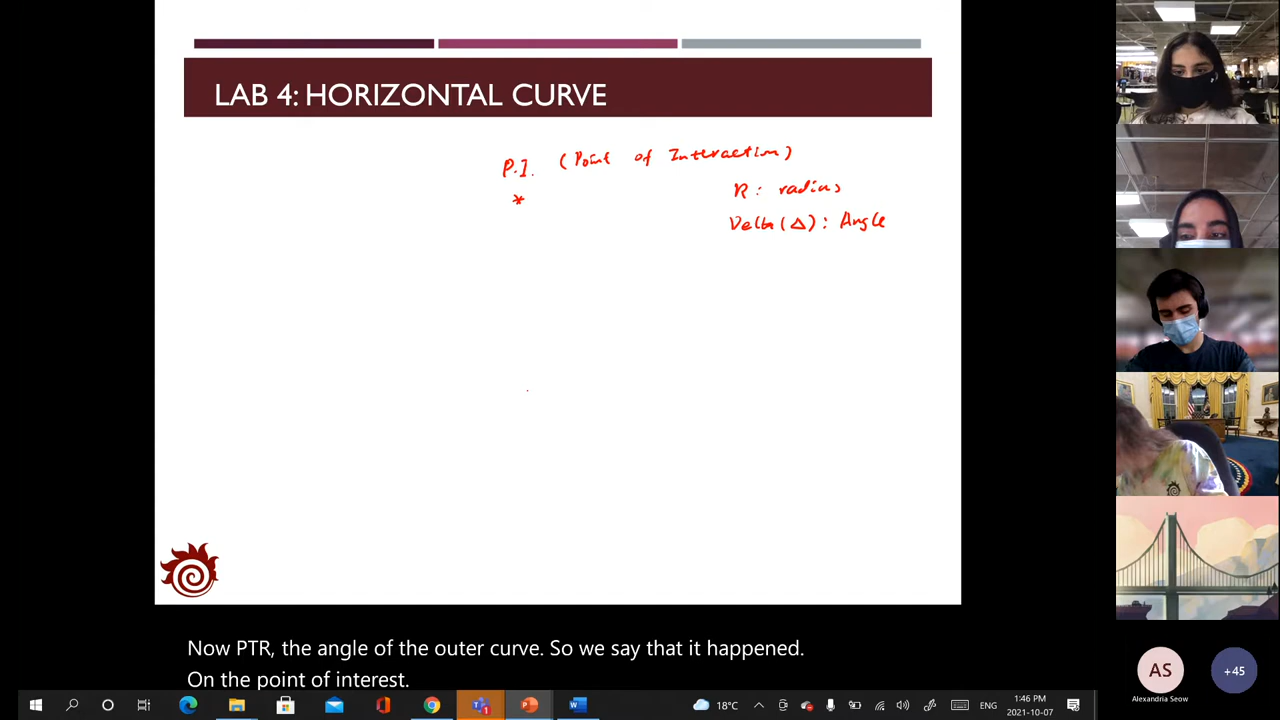 LAB 4: HORIZONTAL CURVE
P.I. (Point of Interaction)
*
R: radius
Delta (Δ): Angle
Now PTR, the angle of the outer curve. So we say that it happened.
On the point of interest.
AS
+45
Alexandria Seow
18°C
ENG
1:46 PM
2021-10-07